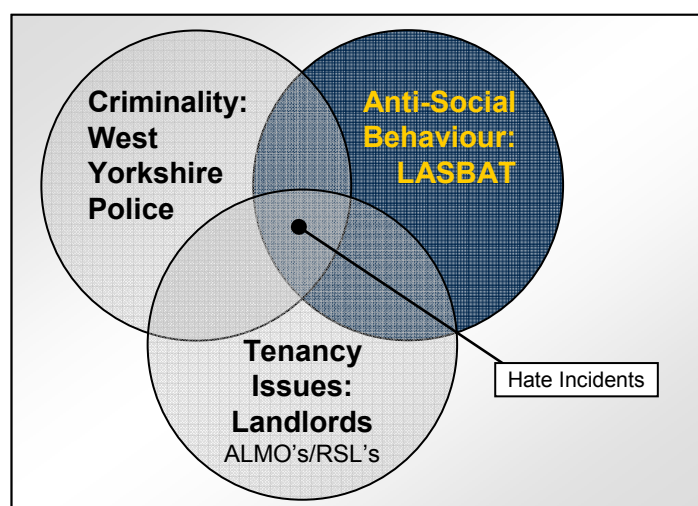 Criminality:
West
Yorkshire
Police
Anti-Social
Behaviour:
LASBAT
Tenancy
Issues:
Landlords
ALMO's/RSL's
Hate Incidents